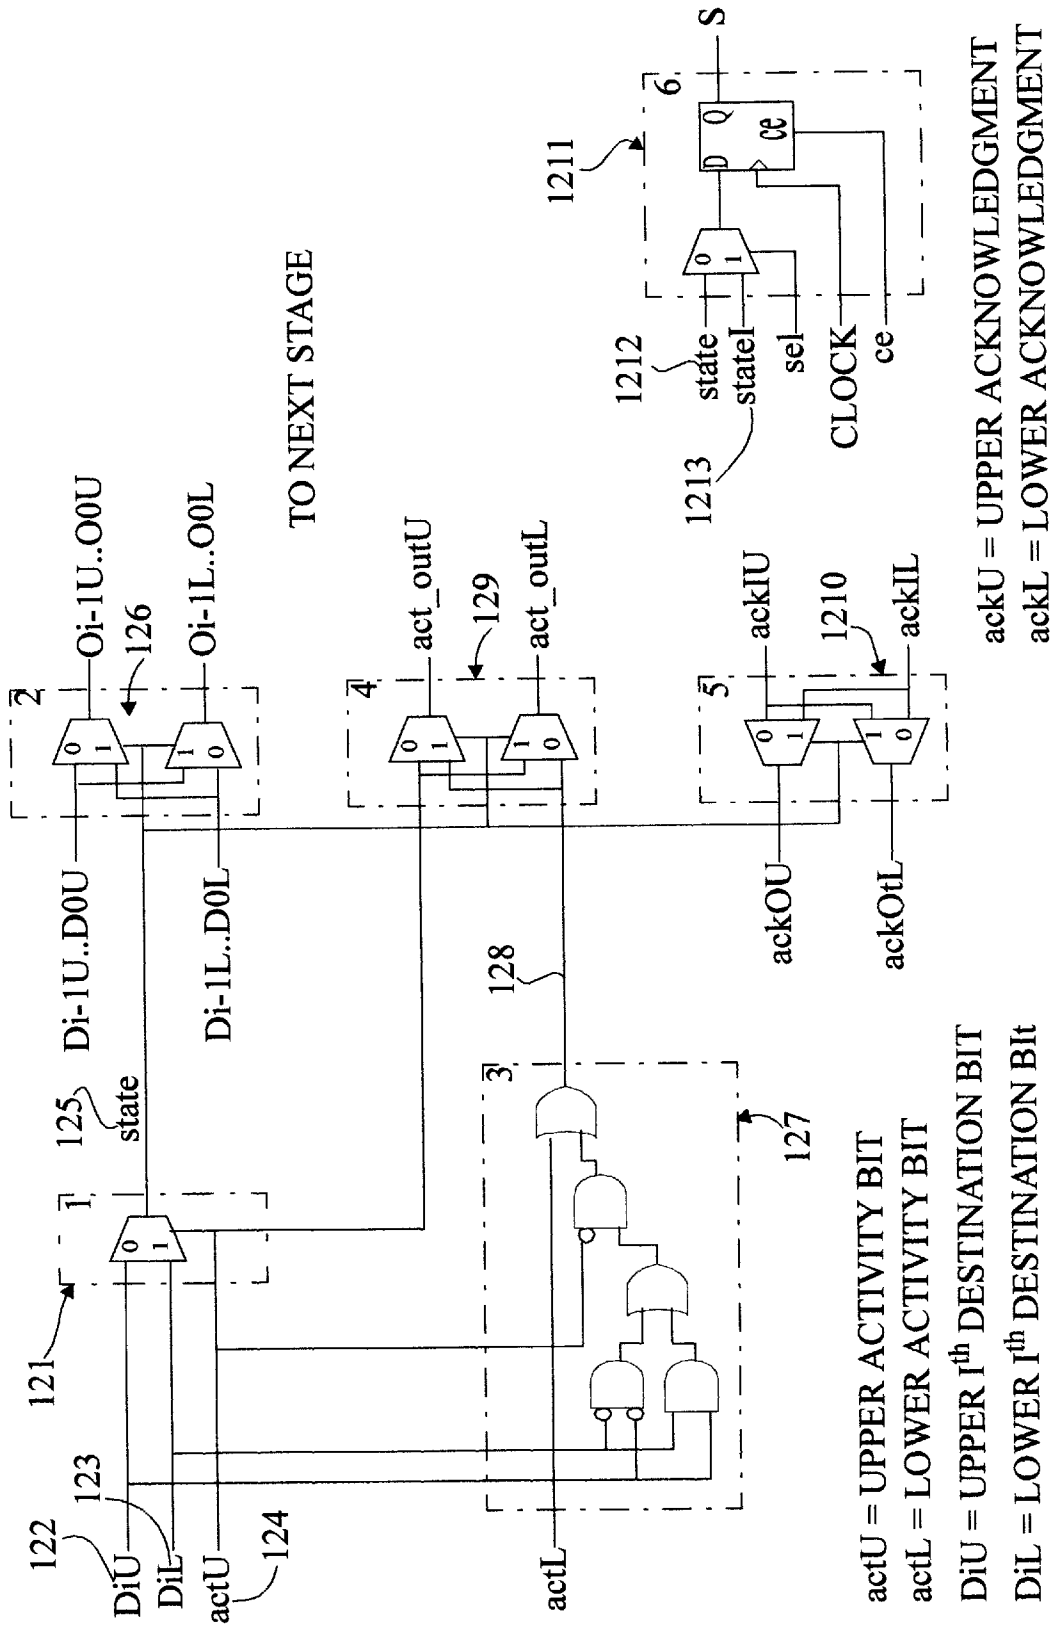 122
DiU
123
DiL
actU
124
121
1
0
1
125
state
Di-1U..D0U
Di-1L..D0L
2
0
1
1
0
126
Oi-1U..O0U
Oi-1L..O0L
TO NEXT STAGE
actL
3
127
128
4
0
1
1
0
129
act_outU
act_outL
ackOU
ackOtL
5
0
1
1
0
1210
ackIU
ackIL
1211
6
1212
state
stateI
1213
sel
CLOCK
ce
0
1
D
Q
ce
S
actU = UPPER ACTIVITY BIT
actL = LOWER ACTIVITY BIT
DiU = UPPER Ith DESTINATION BIT
DiL = LOWER Ith DESTINATION BIt
ackU = UPPER ACKNOWLEDGMENT
ackL = LOWER ACKNOWLEDGMENT